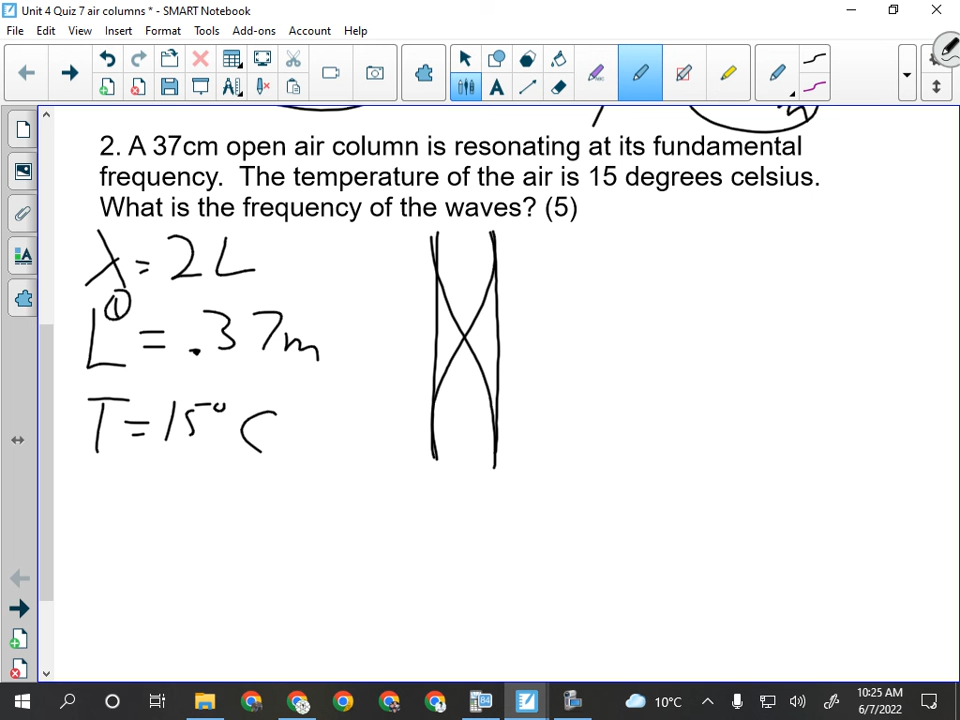 Unit 4 Quiz 7 air columns * - SMART Notebook
File Edit View Insert Format Tools Add-ons Account Help
2. A 37cm open air column is resonating at its fundamental
frequency. The temperature of the air is 15 degrees celsius.
What is the frequency of the waves? (5)
λ = 2L
①
L = .37m
T = 15° C
10°C
10:25 AM
6/7/2022